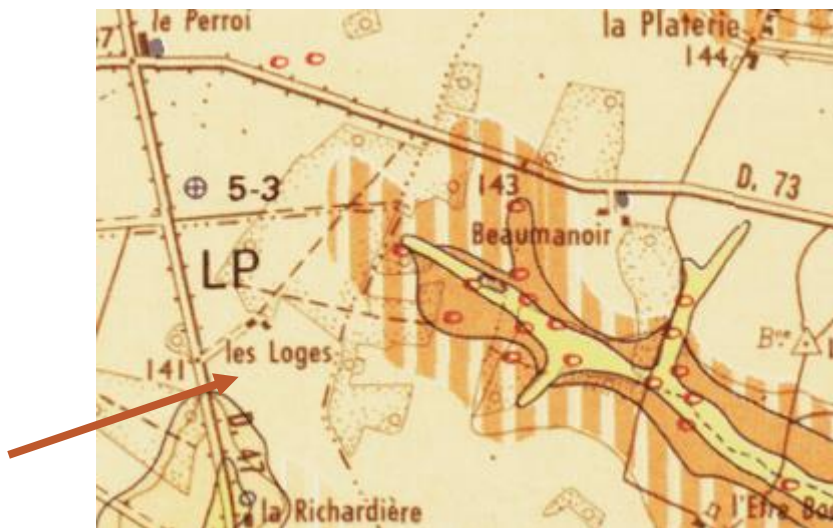 le Perroi
la Platerie
144
5-3
143
D. 73
Beaumanoir
LP
les Loges
141
D. 47
la Richardière